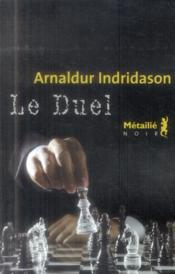 Arnaldur Indridason
Le Duel
Métailié
NOIR